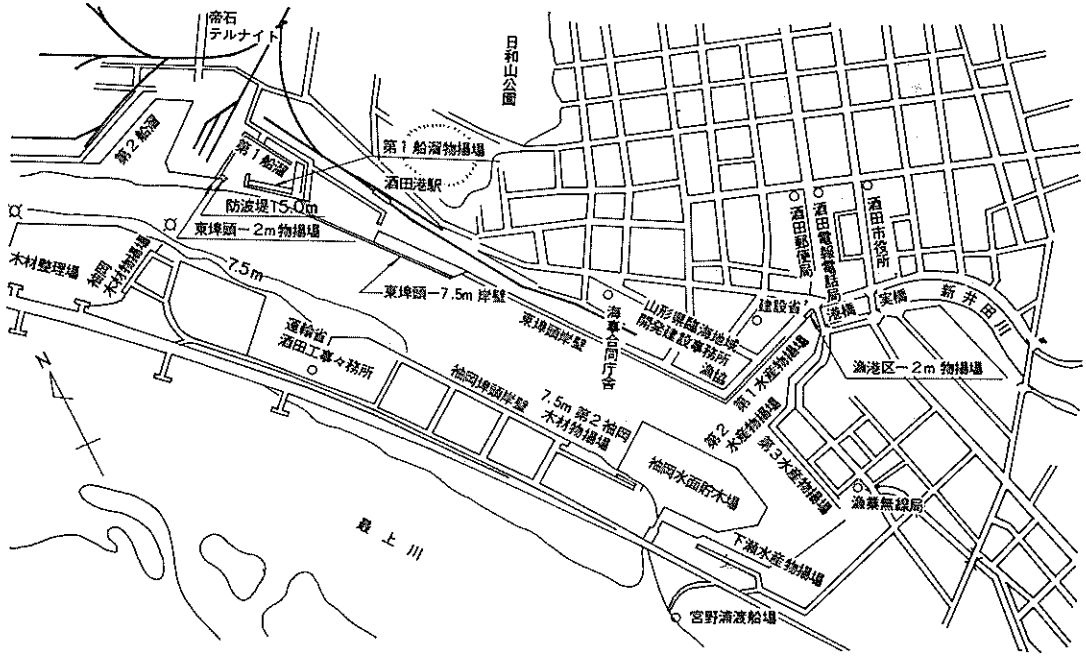 帝石
テルナイト
日和山公園
第2船溜
第1船溜
第1船溜物揚場
酒田港駅
防波堤15.0m
東埠頭-2m物揚場
木材整理場
袖岡
木材物揚場
7.5m
東埠頭-7.5m岸壁
運輸省
酒田工事々務所
東埠頭岸壁
海事合同庁舎
山形県臨海地域
開発建設事務所
漁協
建設省
酒田郵便局
酒田電報電話局
酒田市役所
港橋
実橋
新井田川
漁港区-2m物揚場
第1水産物揚場
第2
水産物揚場
第3水産物揚場
袖岡埠頭岸壁
7.5m 第2袖岡
木材物揚場
袖岡水面貯木場
漁業無線局
下瀬水産物揚場
宮野浦渡船場
最上川
N